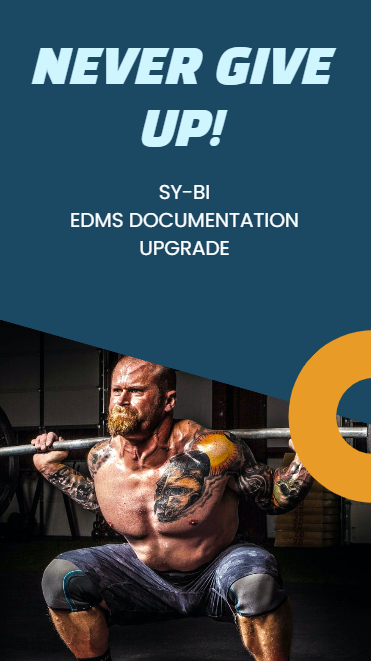 NEVER GIVE
UP!
SY-BI
EDMS DOCUMENTATION
UPGRADE